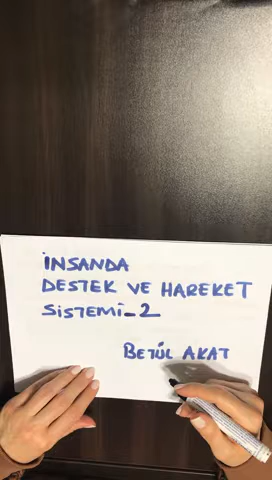 İNSANDA
DESTEK VE HAREKET
SİSTEMİ_2
BETÜL AKAT